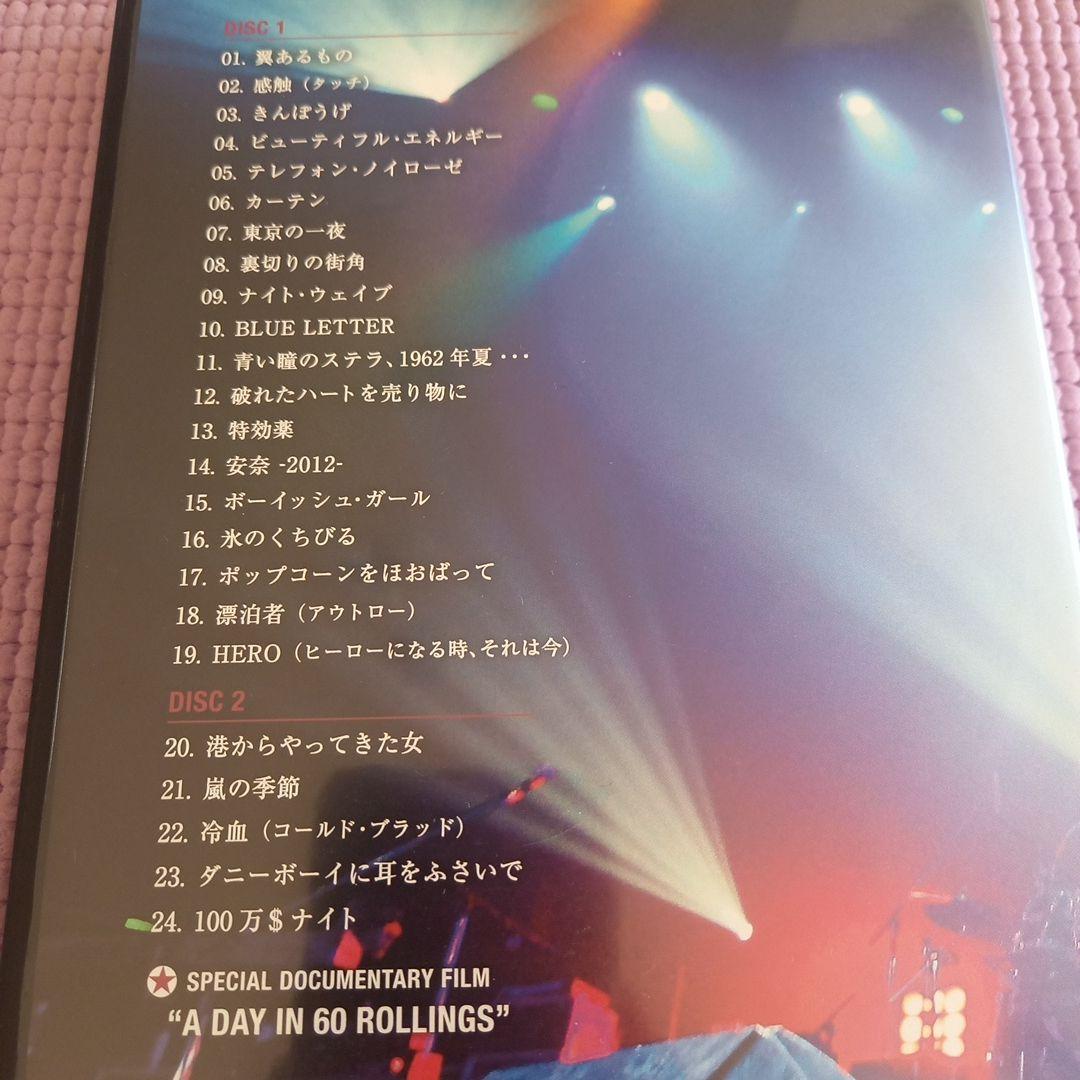 DISC 1
01. 翼あるもの
02. 感触（タッチ）
03. きんぽうげ
04. ビューティフル・エネルギー
05. テレフォン・ノイローゼ
06. カーテン
07. 東京の一夜
08. 裏切りの街角
09. ナイト・ウェイブ
10. BLUE LETTER
11. 青い瞳のステラ、1962年夏・・・
12. 破れたハートを売り物に
13. 特効薬
14. 安奈 -2012-
15. ボーイッシュ・ガール
16. 氷のくちびる
17. ポップコーンをほおばって
18. 漂泊者（アウトロー）
19. HERO（ヒーローになる時、それは今）
DISC 2
20. 港からやってきた女
21. 嵐の季節
22. 冷血（コールド・ブラッド）
23. ダニーボーイに耳をふさいで
24. 100万$ナイト
SPECIAL DOCUMENTARY FILM
“A DAY IN 60 ROLLINGS”